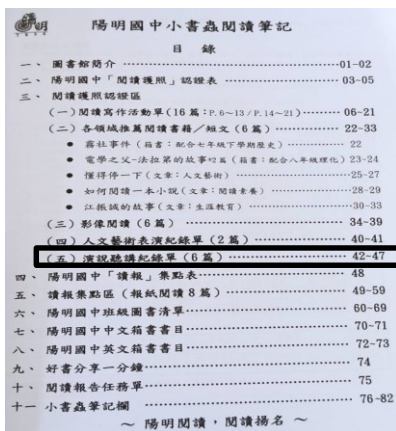 明
陽明國中小書蟲閱讀筆記
目 錄
一、 圖書館簡介 ……………………………01-02
二、 陽明國中「閱讀護照」認證表 ……………… 03-05
三、 閱讀護照認證區
(一)閱讀寫作活動單(16 篇:P.6~13/P.14~21)……… 06-21
(二)各領域推薦閱讀書籍/短文(6 篇) …………… 22-33
● 霧社事件(箱書:配合七年級下學期歷史) …………… 22
● 電學之父-法拉第的故事短篇(箱書:配合八年級理化)23-24
● 懂得停一下(文章:人文藝術) ……………………25-27
● 如何閱讀一本小說(文章:閱讀素養) ………………28-29
● 江振誠的故事(文章:生涯教育) …………………30-33
(三)影像閱讀(6 篇) …………………… 34-39
(四)人文藝術表演紀錄單(2 篇) ……………… 40-41
(五)演說聽講紀錄單(6 篇) ………………… 42-47
四、 陽明國中「讀報」集點表…………………… 48
五、 讀報集點區(報紙閱讀 8 篇) ……………… 49~59
六、 陽明國中班級圖書清單…………………… 60~69
七、 陽明國中中文箱書書目…………………… 70~71
八、 陽明國中英文箱書書目…………………… 72~73
九、 好書分享一分鐘…………………… 74
十、 閱讀報告任務單…………………… 75
十一 小書蟲筆記欄 …………………… 76-82
~ 陽明閱讀,閱讀揚名 ~